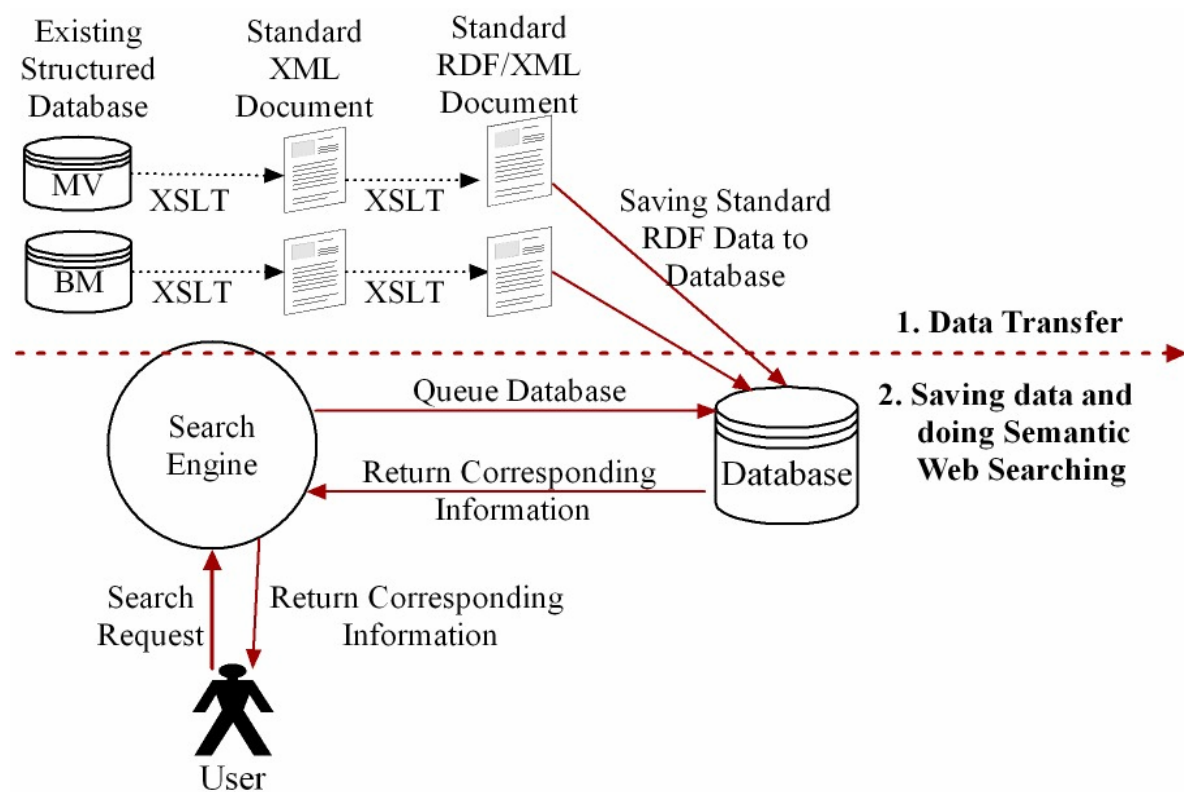 Existing
Structured
Database
Standard
XML
Document
Standard
RDF/XML
Document
MV
XSLT
XSLT
BM
XSLT
XSLT
Saving Standard
RDF Data to
Database
1. Data Transfer
2. Saving data and
doing Semantic
Web Searching
Search
Engine
Queue Database
Return Corresponding
Information
Database
Search
Request
Return Corresponding
Information
User